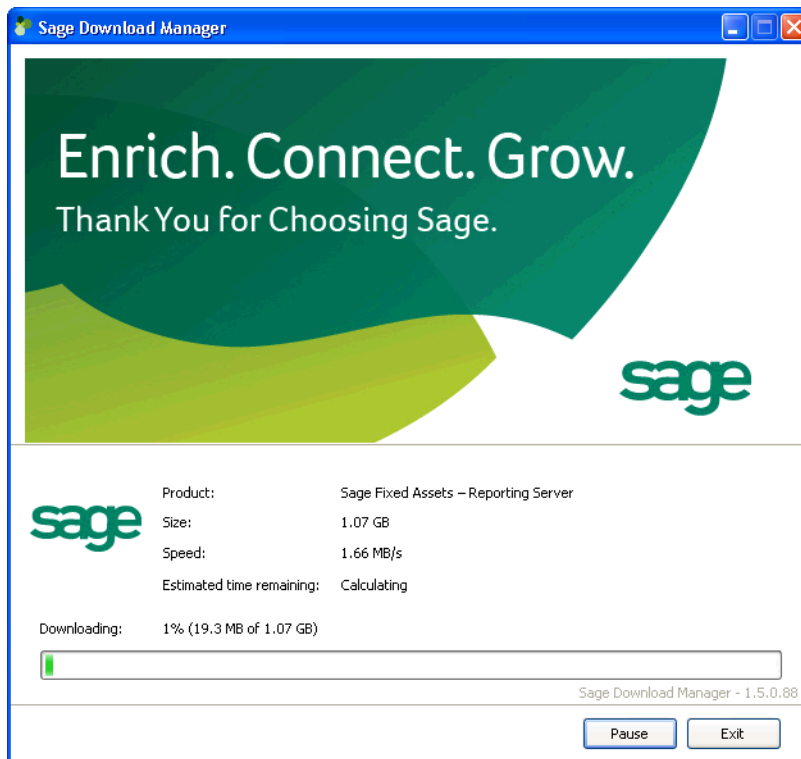 Sage Download Manager
Enrich. Connect. Grow.
Thank You for Choosing Sage.
sage
sage
Product: Sage Fixed Assets – Reporting Server
Size: 1.07 GB
Speed: 1.66 MB/s
Estimated time remaining: Calculating
Downloading: 1% (19.3 MB of 1.07 GB)
Sage Download Manager - 1.5.0.88
Pause Exit